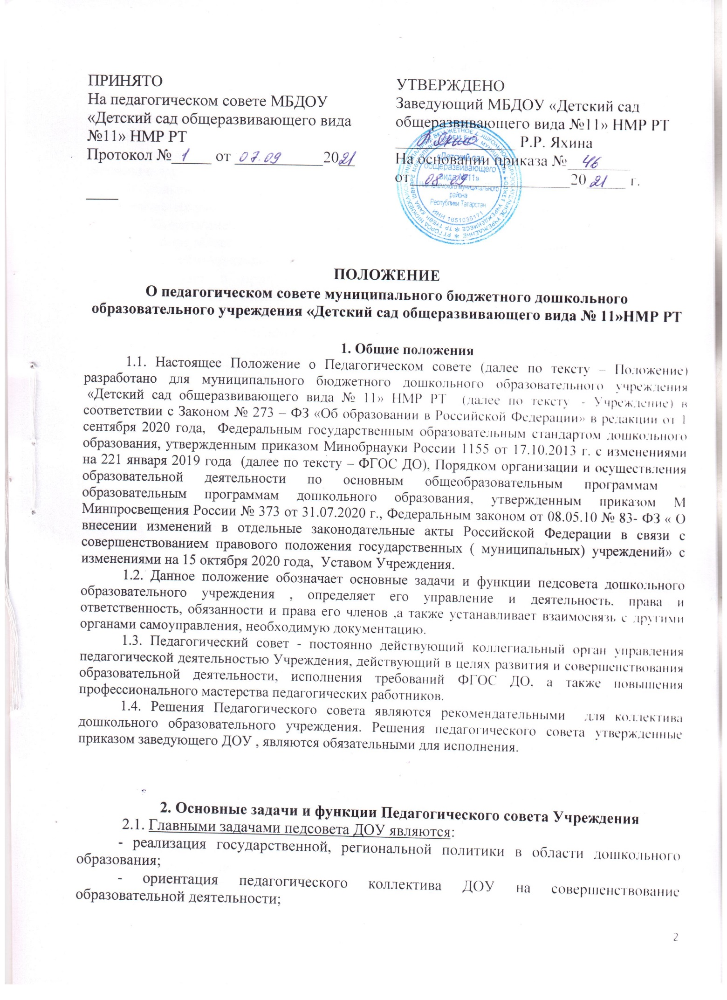 ПРИНЯТО
На педагогическом совете МБДОУ
«Детский сад общеразвивающего вида
№11» НМР РТ
Протокол №_____ 1 от 07.09 2021
УТВЕРЖДЕНО
Заведующий МБДОУ «Детский сад
общеразвивающего вида №11» НМР РТ
Р.Р. Яхина
На основании приказа № 46
от 08 09 2021 г.
«Детский сад
общеразвивающего
вида №11»
Нижнекамского муниципального
района
Республики Татарстан
ИНН 1651035171
ПОЛОЖЕНИЕ
О педагогическом совете муниципального бюджетного дошкольного
образовательного учреждения «Детский сад общеразвивающего вида № 11»НМР РТ
1. Общие положения
1.1. Настоящее Положение о Педагогическом совете (далее по тексту – Положение)
разработано для муниципального бюджетного дошкольного образовательного учреждения
«Детский сад общеразвивающего вида № 11» НМР РТ (далее по тексту - Учреждение) в
соответствии с Законом № 273 – ФЗ «Об образовании в Российской Федерации» в редакции от 1
сентября 2020 года, Федеральным государственным образовательным стандартом дошкольного
образования, утвержденным приказом Минобрнауки России 1155 от 17.10.2013 г. с изменениями
на 221 января 2019 года (далее по тексту – ФГОС ДО), Порядком организации и осуществления
образовательной деятельности по основным общеобразовательным программам –
образовательным программам дошкольного образования, утвержденным приказом М
Минпросвещения России № 373 от 31.07.2020 г., Федеральным законом от 08.05.10 № 83- ФЗ « О
внесении изменений в отдельные законодательные акты Российской Федерации в связи с
совершенствованием правового положения государственных ( муниципальных) учреждений» с
изменениями на 15 октября 2020 года, Уставом Учреждения.
1.2. Данное положение обозначает основные задачи и функции педсовета дошкольного
образовательного учреждения , определяет его управление и деятельность, права и
ответственность, обязанности и права его членов ,а также устанавливает взаимосвязь с другими
органами самоуправления, необходимую документацию.
1.3. Педагогический совет - постоянно действующий коллегиальный орган управления
педагогической деятельностью Учреждения, действующий в целях развития и совершенствования
образовательной деятельности, исполнения требований ФГОС ДО, а также повышения
профессионального мастерства педагогических работников.
1.4. Решения Педагогического совета являются рекомендательными для коллектива
дошкольного образовательного учреждения. Решения педагогического совета утвержденные
приказом заведующего ДОУ , являются обязательными для исполнения.
2. Основные задачи и функции Педагогического совета Учреждения
2.1. Главными задачами педсовета ДОУ являются:
- реализация государственной, региональной политики в области дошкольного
образования;
- ориентация педагогического коллектива ДОУ на совершенствование
образовательной деятельности;
2